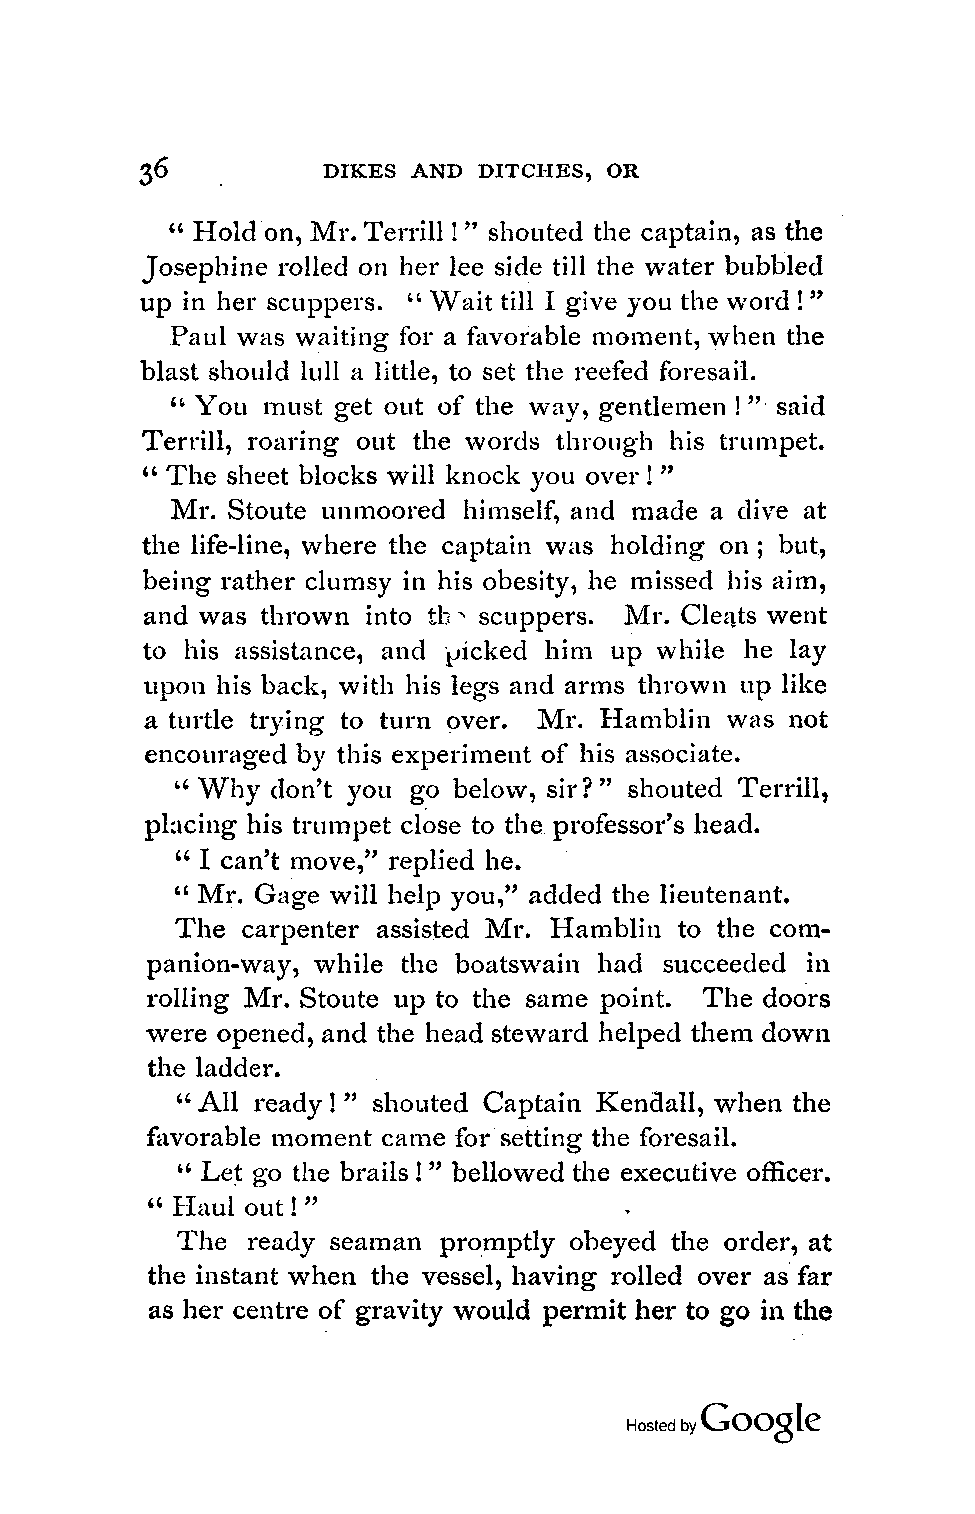 36 DIKES AND DITCHES, OR
“ Hold on, Mr. Terrill ! ” shouted the captain, as the
Josephine rolled on her lee side till the water bubbled
up in her scuppers. “ Wait till I give you the word ! ”
Paul was waiting for a favorable moment, when the
blast should lull a little, to set the reefed foresail.
“ You must get out of the way, gentlemen ! ” said
Terrill, roaring out the words through his trumpet.
“ The sheet blocks will knock you over ! ”
Mr. Stoute unmoored himself, and made a dive at
the life-line, where the captain was holding on ; but,
being rather clumsy in his obesity, he missed his aim,
and was thrown into the scuppers. Mr. Cleats went
to his assistance, and picked him up while he lay
upon his back, with his legs and arms thrown up like
a turtle trying to turn over. Mr. Hamblin was not
encouraged by this experiment of his associate.
“ Why don’t you go below, sir ? ” shouted Terrill,
placing his trumpet close to the professor’s head.
“ I can’t move,” replied he.
“ Mr. Gage will help you,” added the lieutenant.
The carpenter assisted Mr. Hamblin to the com-
panion-way, while the boatswain had succeeded in
rolling Mr. Stoute up to the same point. The doors
were opened, and the head steward helped them down
the ladder.
“ All ready ! ” shouted Captain Kendall, when the
favorable moment came for setting the foresail.
“ Let go the brails ! ” bellowed the executive officer.
“ Haul out ! ”
The ready seaman promptly obeyed the order, at
the instant when the vessel, having rolled over as far
as her centre of gravity would permit her to go in the
Hosted by Google